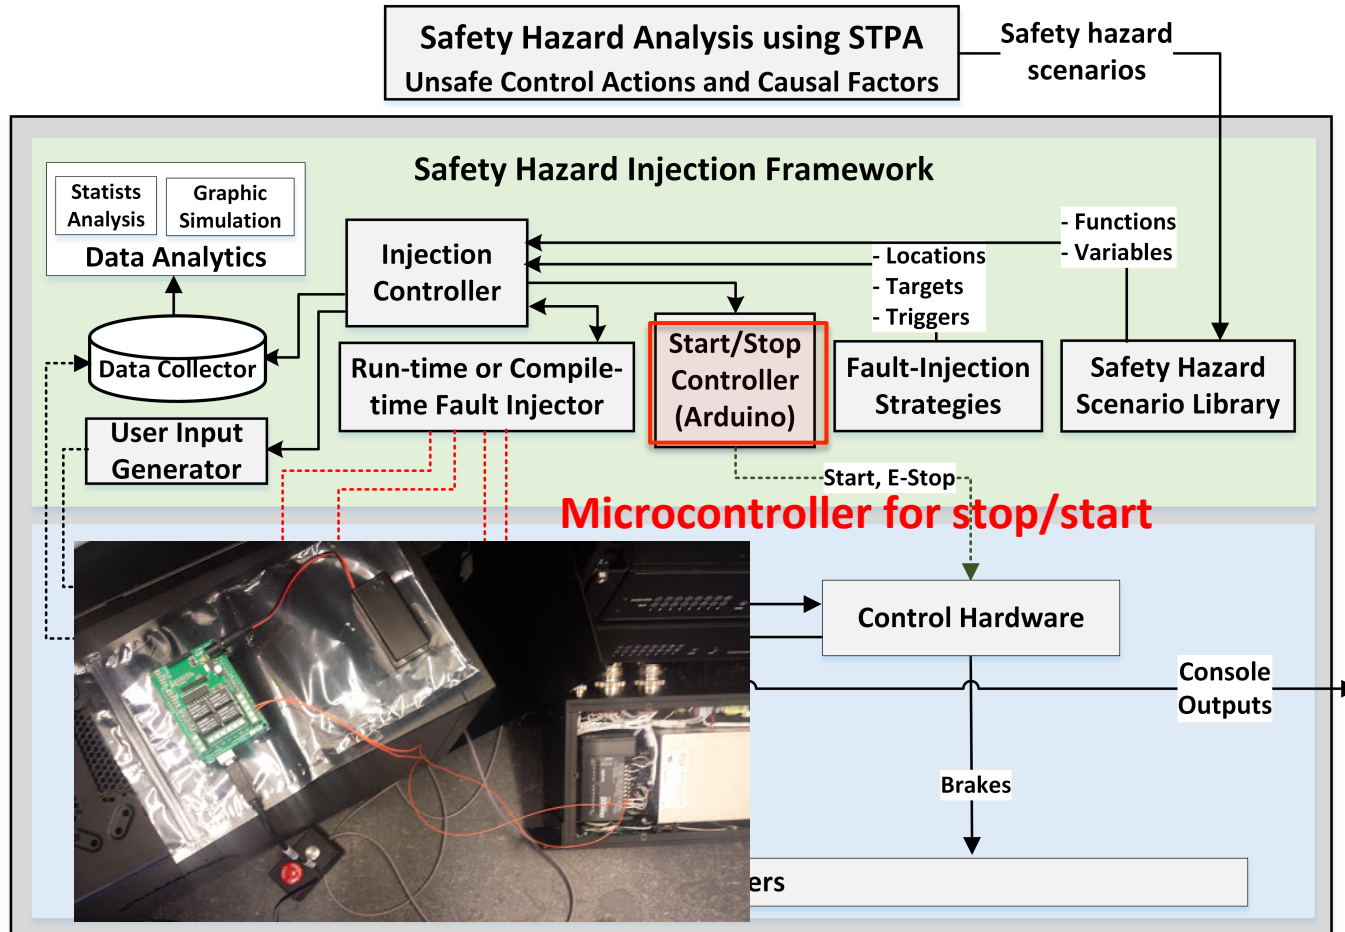 Safety Hazard Analysis using STPA
Unsafe Control Actions and Causal Factors
Safety hazard
scenarios
Safety Hazard Injection Framework
Statists
Analysis
Graphic
Simulation
Data Analytics
Injection
Controller
- Functions
- Variables
- Locations
- Targets
- Triggers
Data Collector
Run-time or Compile-
time Fault Injector
Start/Stop
Controller
(Arduino)
Fault-Injection
Strategies
Safety Hazard
Scenario Library
User Input
Generator
Start, E-Stop
Microcontroller for stop/start
Control Hardware
Console
Outputs
Brakes
ers